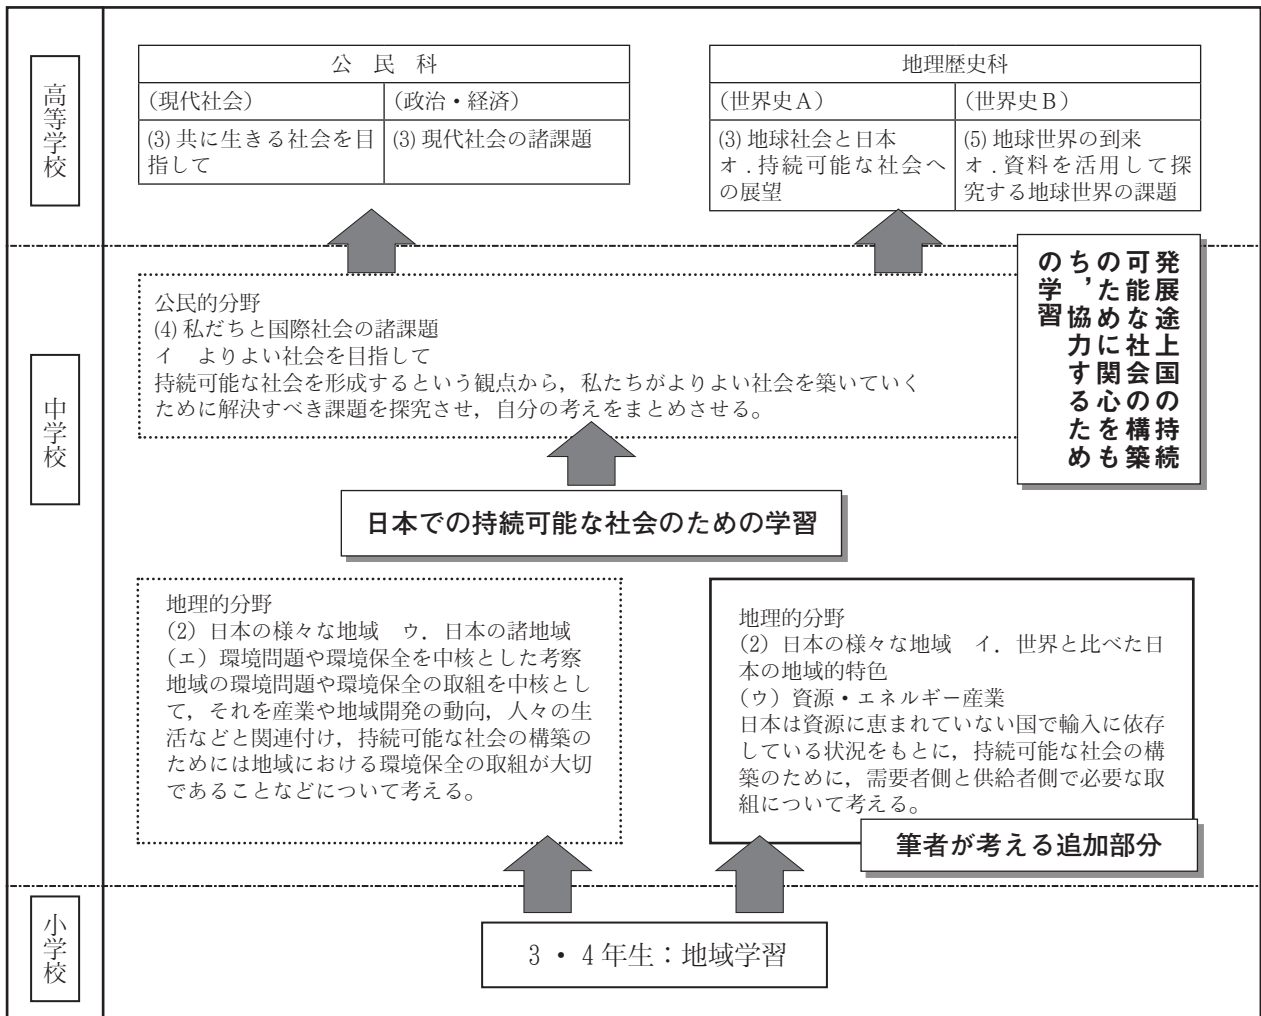 高等学校
公 民 科
(現代社会)
(政治・経済)
(3) 共に生きる社会を目
指して
(3) 現代社会の諸課題
地理歴史科
(世界史A)
(世界史B)
(3) 地球社会と日本
オ.持続可能な社会へ
の展望
(5) 地球世界の到来
オ.資料を活用して探
究する地球世界の課題
中学校
公民的分野
(4) 私だちと国際社会の諸課題
イ　よりよい社会を目指して
持続可能な社会を形成するという観点から，私たちがよりよい社会を築いていく
ために解決すべき課題を探究させ，自分の考えをまとめさせる。
発展途上国の持続
可能な社会の構築
のために関心をも
ち，協力するため
の学習
日本での持続可能な社会のための学習
地理的分野
（2）日本の様々な地域　ウ．日本の諸地域
（エ）環境問題や環境保全を中核とした考察
地域の環境問題や環境保全の取組を中核とし
て，それを産業や地域開発の動向，人々の生
活などと関連付け，持続可能な社会の構築の
ためには地域における環境保全の取組が大切
であることなどについて考える。
地理的分野
（2）日本の様々な地域　イ．世界と比べた日
本の地域的特色
（ウ）資源・エネルギー産業
日本は資源に恵まれていない国で輸入に依存
している状況をもとに，持続可能な社会の構
築のために，需要者側と供給者側で必要な取
組について考える。
筆者が考える追加部分
小学校
3・4年生：地域学習